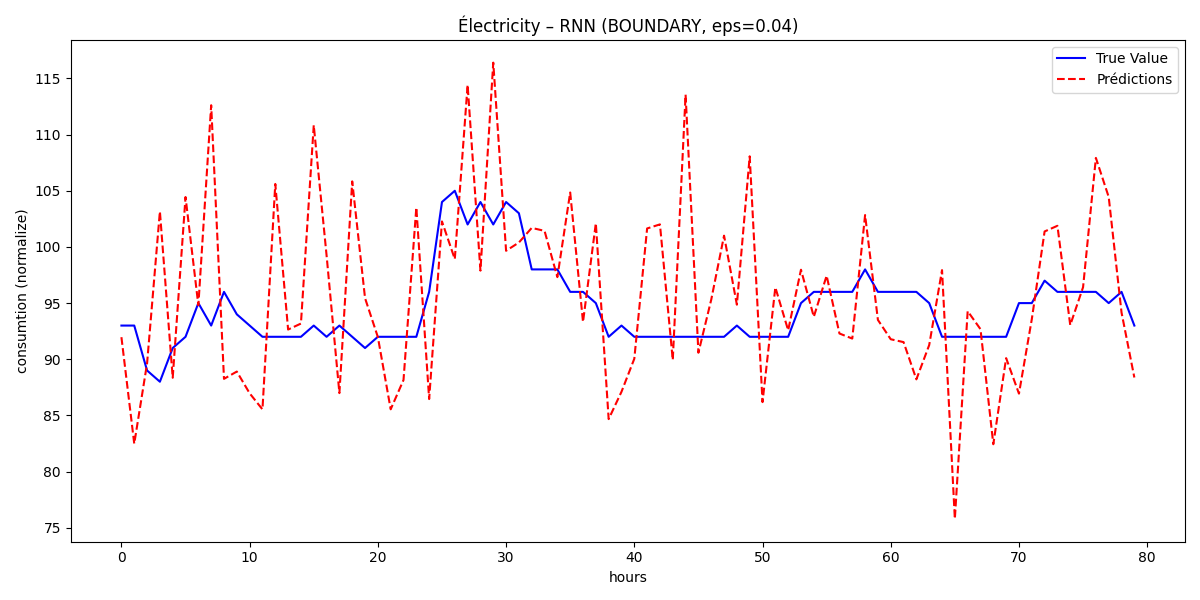 Électricity – RNN (BOUNDARY, eps=0.04)
True Value
Prédictions
consumtion (normalize)
115
110
105
100
95
90
85
80
75
0 10 20 30 40 50 60 70 80
hours